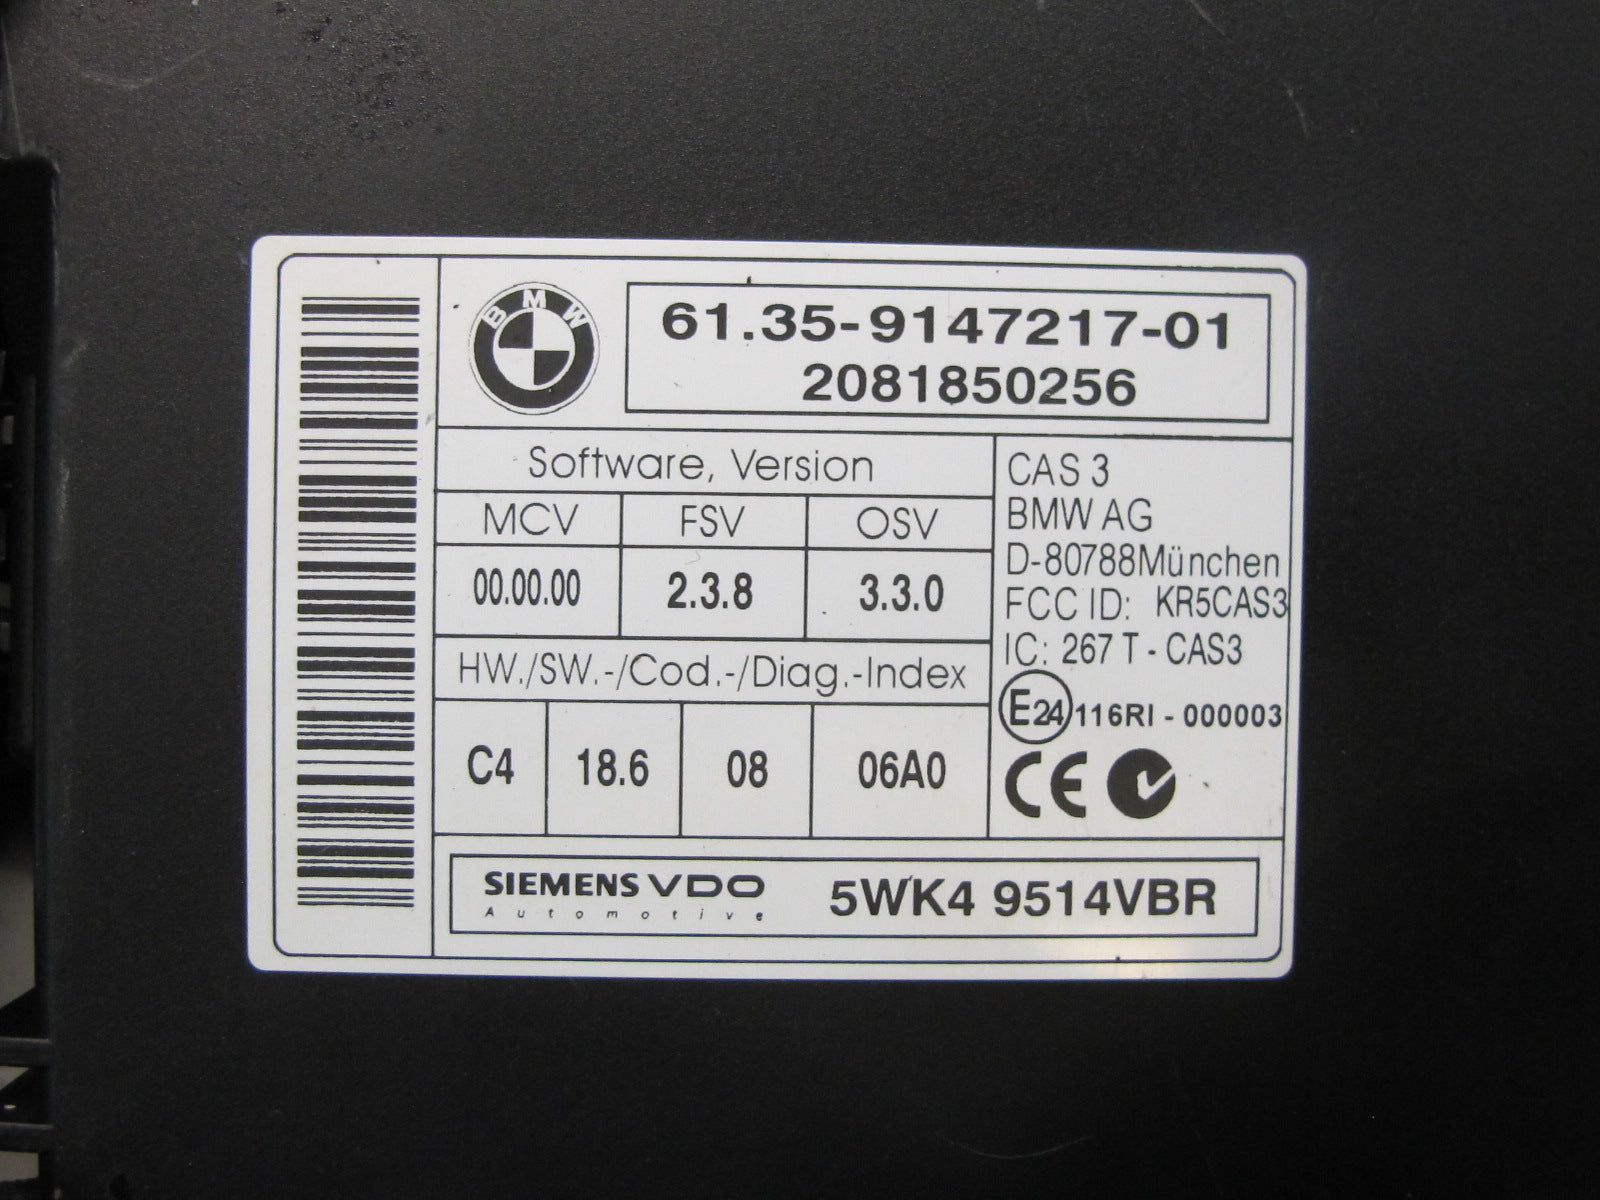 BMW
61.35-9147217-01
2081850256
Software, Version
MCV FSV OSV
00.00.00 2.3.8 3.3.0
HW./SW.-/Cod.-/Diag.-Index
C4 18.6 08 06A0
CAS 3
BMW AG
D-80788München
FCC ID: KR5CAS3
IC: 267 T - CAS3
E24 116RI - 000003
CE
SIEMENS VDO
Automotive
5WK4 9514VBR